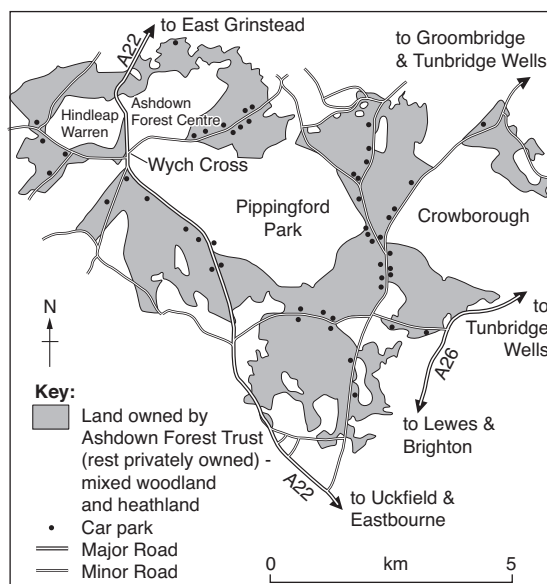 to East Grinstead
A22
to Groombridge
& Tunbridge Wells
Hindleap
Warren
Ashdown
Forest Centre
Wych Cross
Pippingford
Park
Crowborough
N
to
Tunbridge
Wells
A26
Key:
Land owned by
Ashdown Forest Trust
(rest privately owned) -
mixed woodland
and heathland
Car park
Major Road
Minor Road
to Lewes &
Brighton
A22
to Uckfield &
Eastbourne
0 km 5